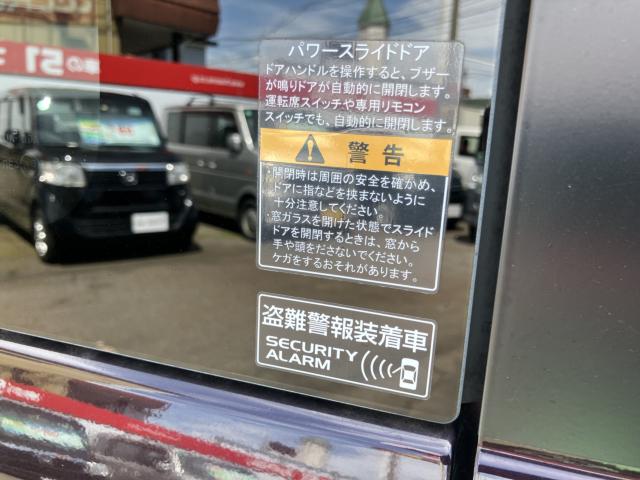 パワースライドドア
ドアハンドルを操作すると、ブザー
が鳴りドアが自動的に開閉します。
運転席スイッチや専用リモコン
スイッチでも、自動的に開閉します。
警告
・開閉時は周囲の安全を確かめ、
ドアに指などを挟まないように
十分注意してください。
・窓ガラスを開けた状態でスライド
ドアを開閉するときは、窓から
手や頭をださないでください。
ケガをするおそれがあります。
盗難警報装着車
SECURITY
ALARM